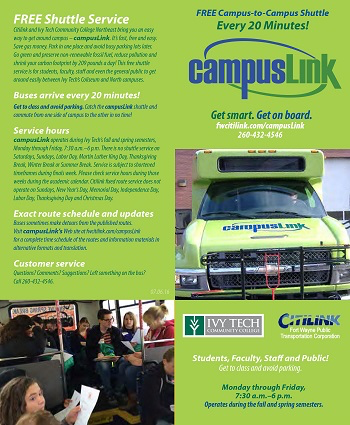 FREE Shuttle Service
Citilink and Ivy Tech Community College Northeast bring you an easy
way to get around campus – campusLink. It's fast, free and easy.
Save gas money. Park in one place and avoid busy parking lots later.
Go green and preserve non-renewable fossil fuel, reduce pollution and
shrink your carbon footprint by 209 pounds a day! This free shuttle
service is for students, faculty, staff and even the general public to get
around easily between Ivy Tech's Coliseum and North campuses.
Buses arrive every 20 minutes!
Get to class and avoid parking. Catch the campusLink shuttle and
commute from one side of campus to the other in no time!
Service hours
campusLink operates during Ivy Tech's fall and spring semesters,
Monday through Friday, 7:30 a.m.–6 p.m. There is no shuttle service on
Saturdays, Sundays, Labor Day, Martin Luther King Day, Thanksgiving
Break, Winter Break or Summer Break. Service is subject to shortened
timeframes during finals week. Please check service hours during those
weeks during the academic calendar. Citilink fixed route service does not
operate on Sundays, New Year's Day, Memorial Day, Independence Day,
Labor Day, Thanksgiving Day and Christmas Day.
Exact route schedule and updates
Buses sometimes make detours from the published routes.
Visit campusLink's Web site at fwcitilink.com/campuslink
for a complete time schedule of the routes and information materials in
alternative formats and translation.
Customer service
Questions? Comments? Suggestions? Left something on the bus?
Call 260-432-4546.
FREE Campus-to-Campus Shuttle
Every 20 Minutes!
campusLink
Get smart. Get on board.
fwcitilink.com/campuslink
260-432-4546
campusLink
IVY TECH
COMMUNITY COLLEGE
CITILINK
Fort Wayne Public
Transportation Corporation
Students, Faculty, Staff and Public!
Get to class and avoid parking.
Monday through Friday,
7:30 a.m.–6 p.m.
Operates during the fall and spring semesters.